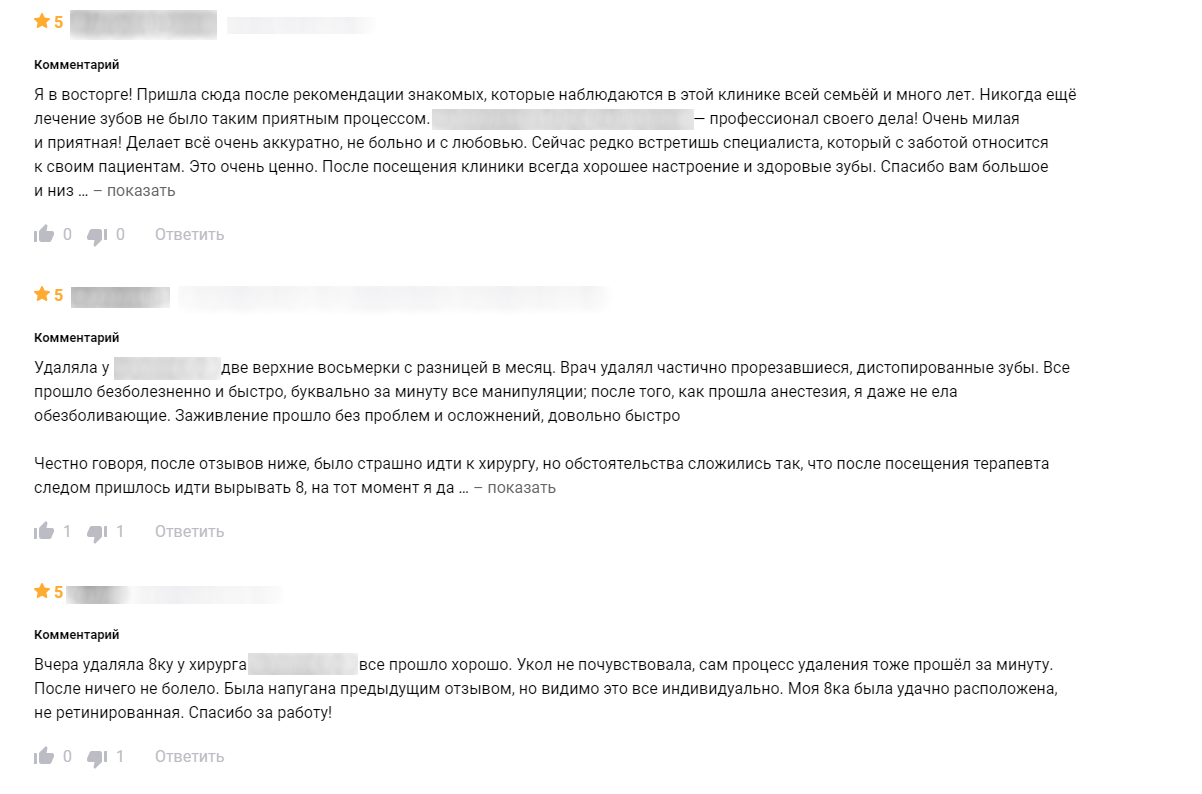 5
Комментарий
Я в восторге! Пришла сюда после рекомендации знакомых, которые наблюдаются в этой клинике всей семьёй и много лет. Никогда ещё
лечение зубов не было таким приятным процессом. — профессионал своего дела! Очень милая
и приятная! Делает всё очень аккуратно, не больно и с любовью. Сейчас редко встретишь специалиста, который с заботой относится
к своим пациентам. Это очень ценно. После посещения клиники всегда хорошее настроение и здоровые зубы. Спасибо вам большое
и низ ... – показать
0 0 Ответить
5
Комментарий
Удаляла у две верхние восьмерки с разницей в месяц. Врач удалял частично прорезавшиеся, дистопированные зубы. Все
прошло безболезненно и быстро, буквально за минуту все манипуляции; после того, как прошла анестезия, я даже не ела
обезболивающие. Заживление прошло без проблем и осложнений, довольно быстро
Честно говоря, после отзывов ниже, было страшно идти к хирургу, но обстоятельства сложились так, что после посещения терапевта
следом пришлось идти вырывать 8, на тот момент я да ... – показать
1 1 Ответить
5
Комментарий
Вчера удаляла 8ку у хирурга все прошло хорошо. Укол не почувствовала, сам процесс удаления тоже прошёл за минуту.
После ничего не болело. Была напугана предыдущим отзывом, но видимо это все индивидуально. Моя 8ка была удачно расположена,
не ретинированная. Спасибо за работу!
0 1 Ответить